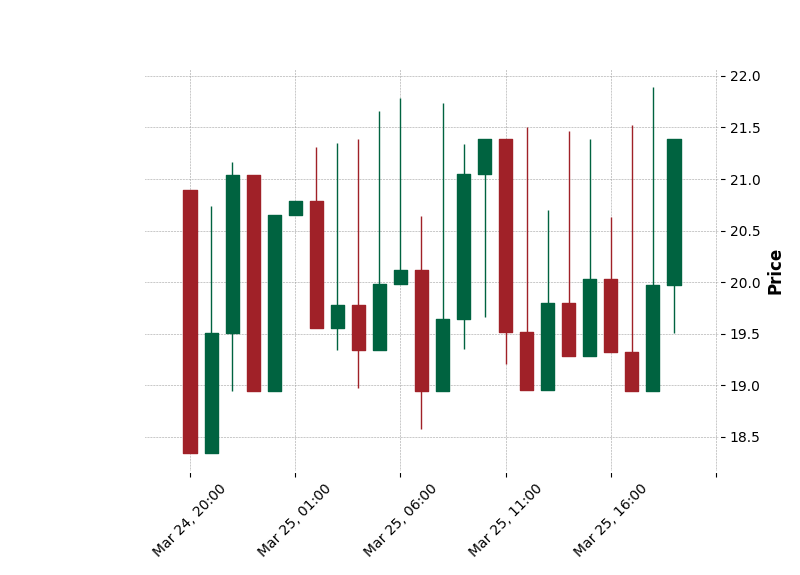 22.0
21.5
21.0
20.5
20.0
19.5
19.0
18.5
Price
Mar 24, 20:00
Mar 25, 01:00
Mar 25, 06:00
Mar 25, 11:00
Mar 25, 16:00